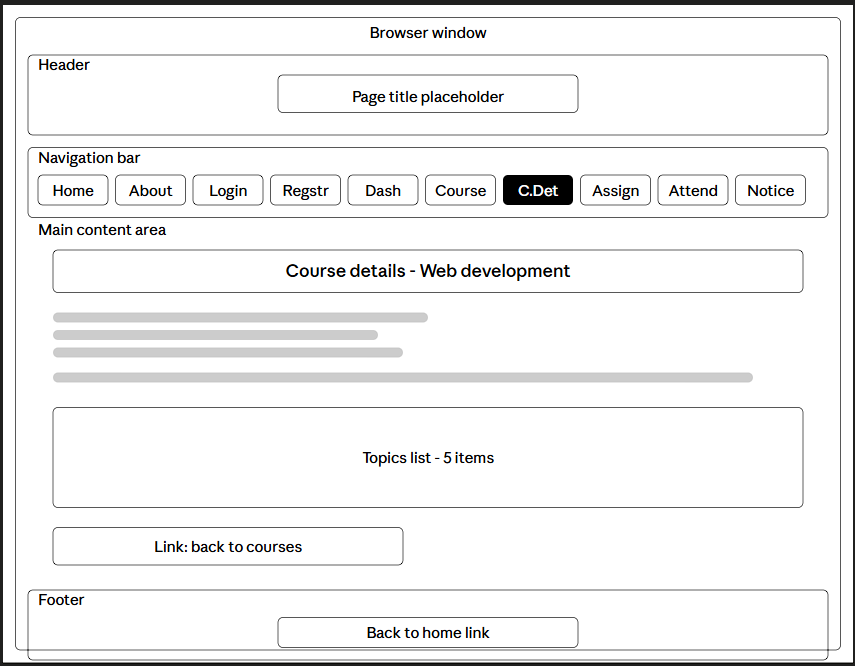 Browser window
Header
Page title placeholder
Navigation bar
Home About Login Regstr Dash Course C.Det Assign Attend Notice
Main content area
Course details - Web development
Topics list - 5 items
Link: back to courses
Footer
Back to home link